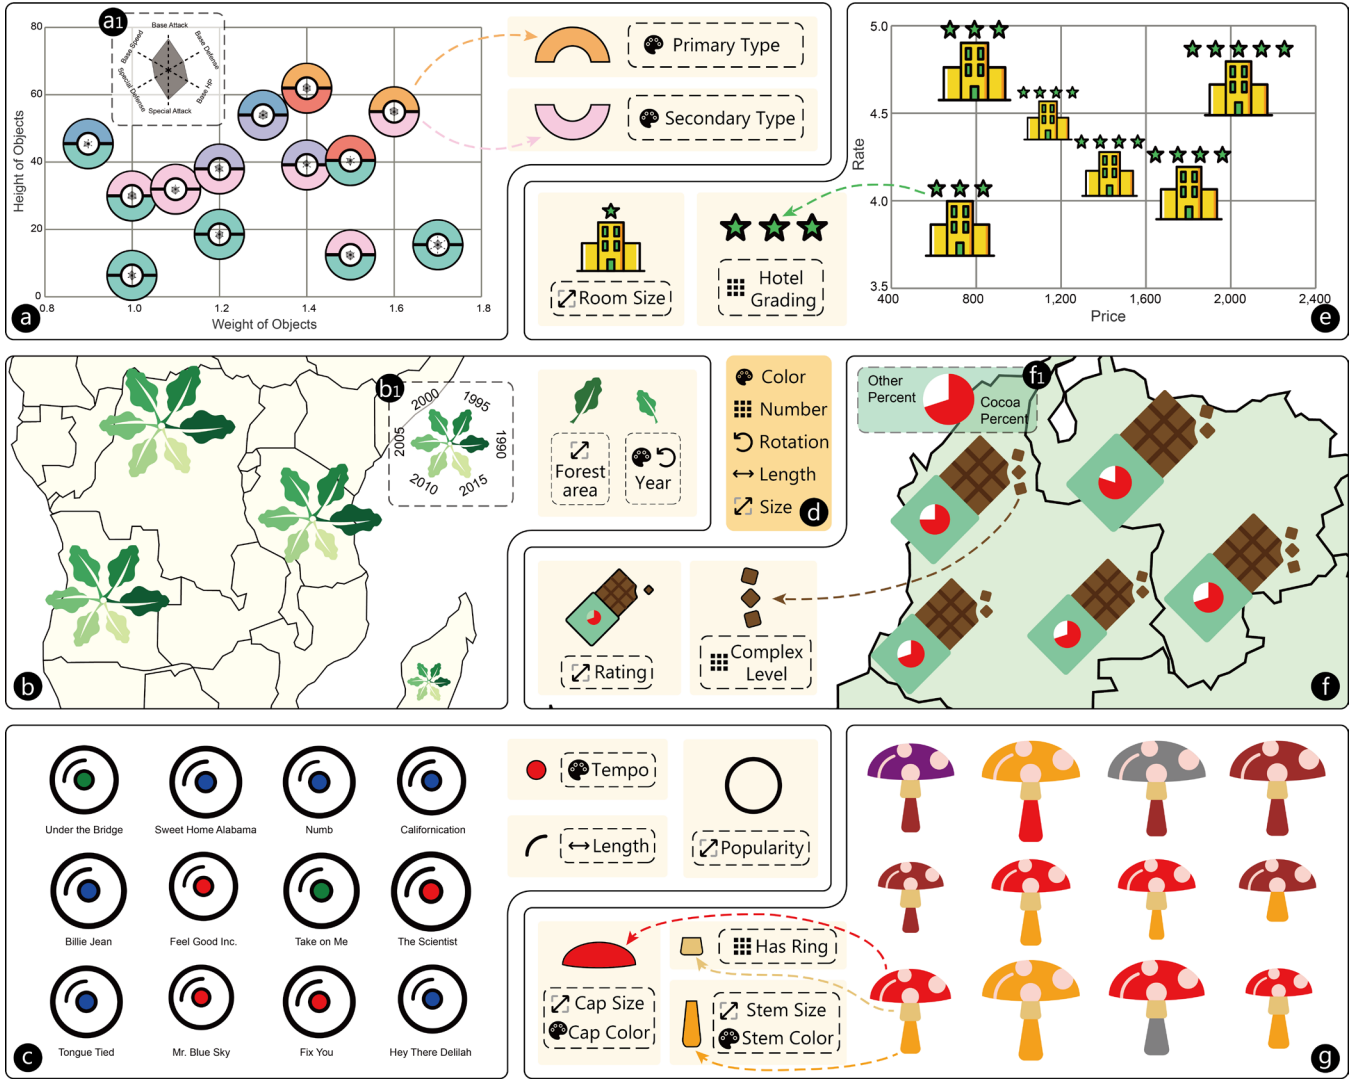 a1
Base Attack
Base Speed
Base Defense
Special Defense
Base HP
Special Attack
80
60
40
20
0
Height of Objects
0.8
1.0
1.2
1.4
1.6
1.8
Weight of Objects
a
Primary Type
Secondary Type
Room Size
Hotel
Grading
5.0
4.5
4.0
3.5
Rate
400
800
1,200
1,600
2,000
2,400
Price
e
b1
2000
1995
2005
1990
2010
2015
b
Forest
area
Year
Color
Number
Rotation
Length
Size
d
Rating
Complex
Level
Other
Percent
f1
Cocoa
Percent
f
Under the Bridge
Sweet Home Alabama
Numb
Californication
Billie Jean
Feel Good Inc.
Take on Me
The Scientist
Tongue Tied
Mr. Blue Sky
Fix You
Hey There Delilah
c
Tempo
Length
Popularity
Cap Size
Cap Color
Has Ring
Stem Size
Stem Color
g